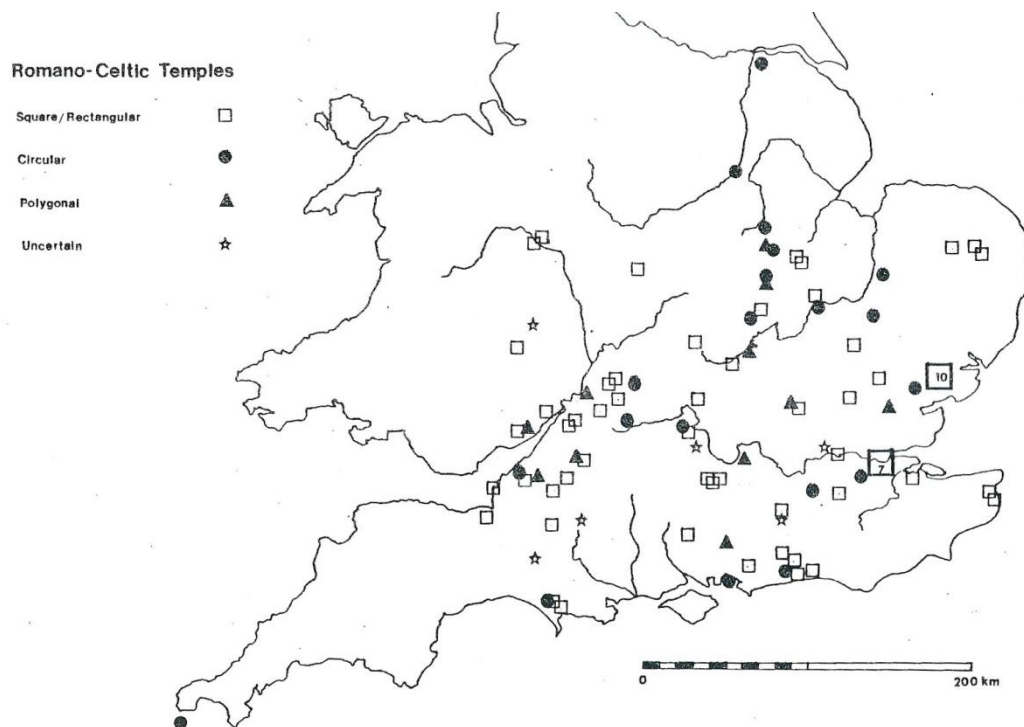 Romano-Celtic Temples
Square/Rectangular
Circular
Polygonal
Uncertain
10
7
0
200 km